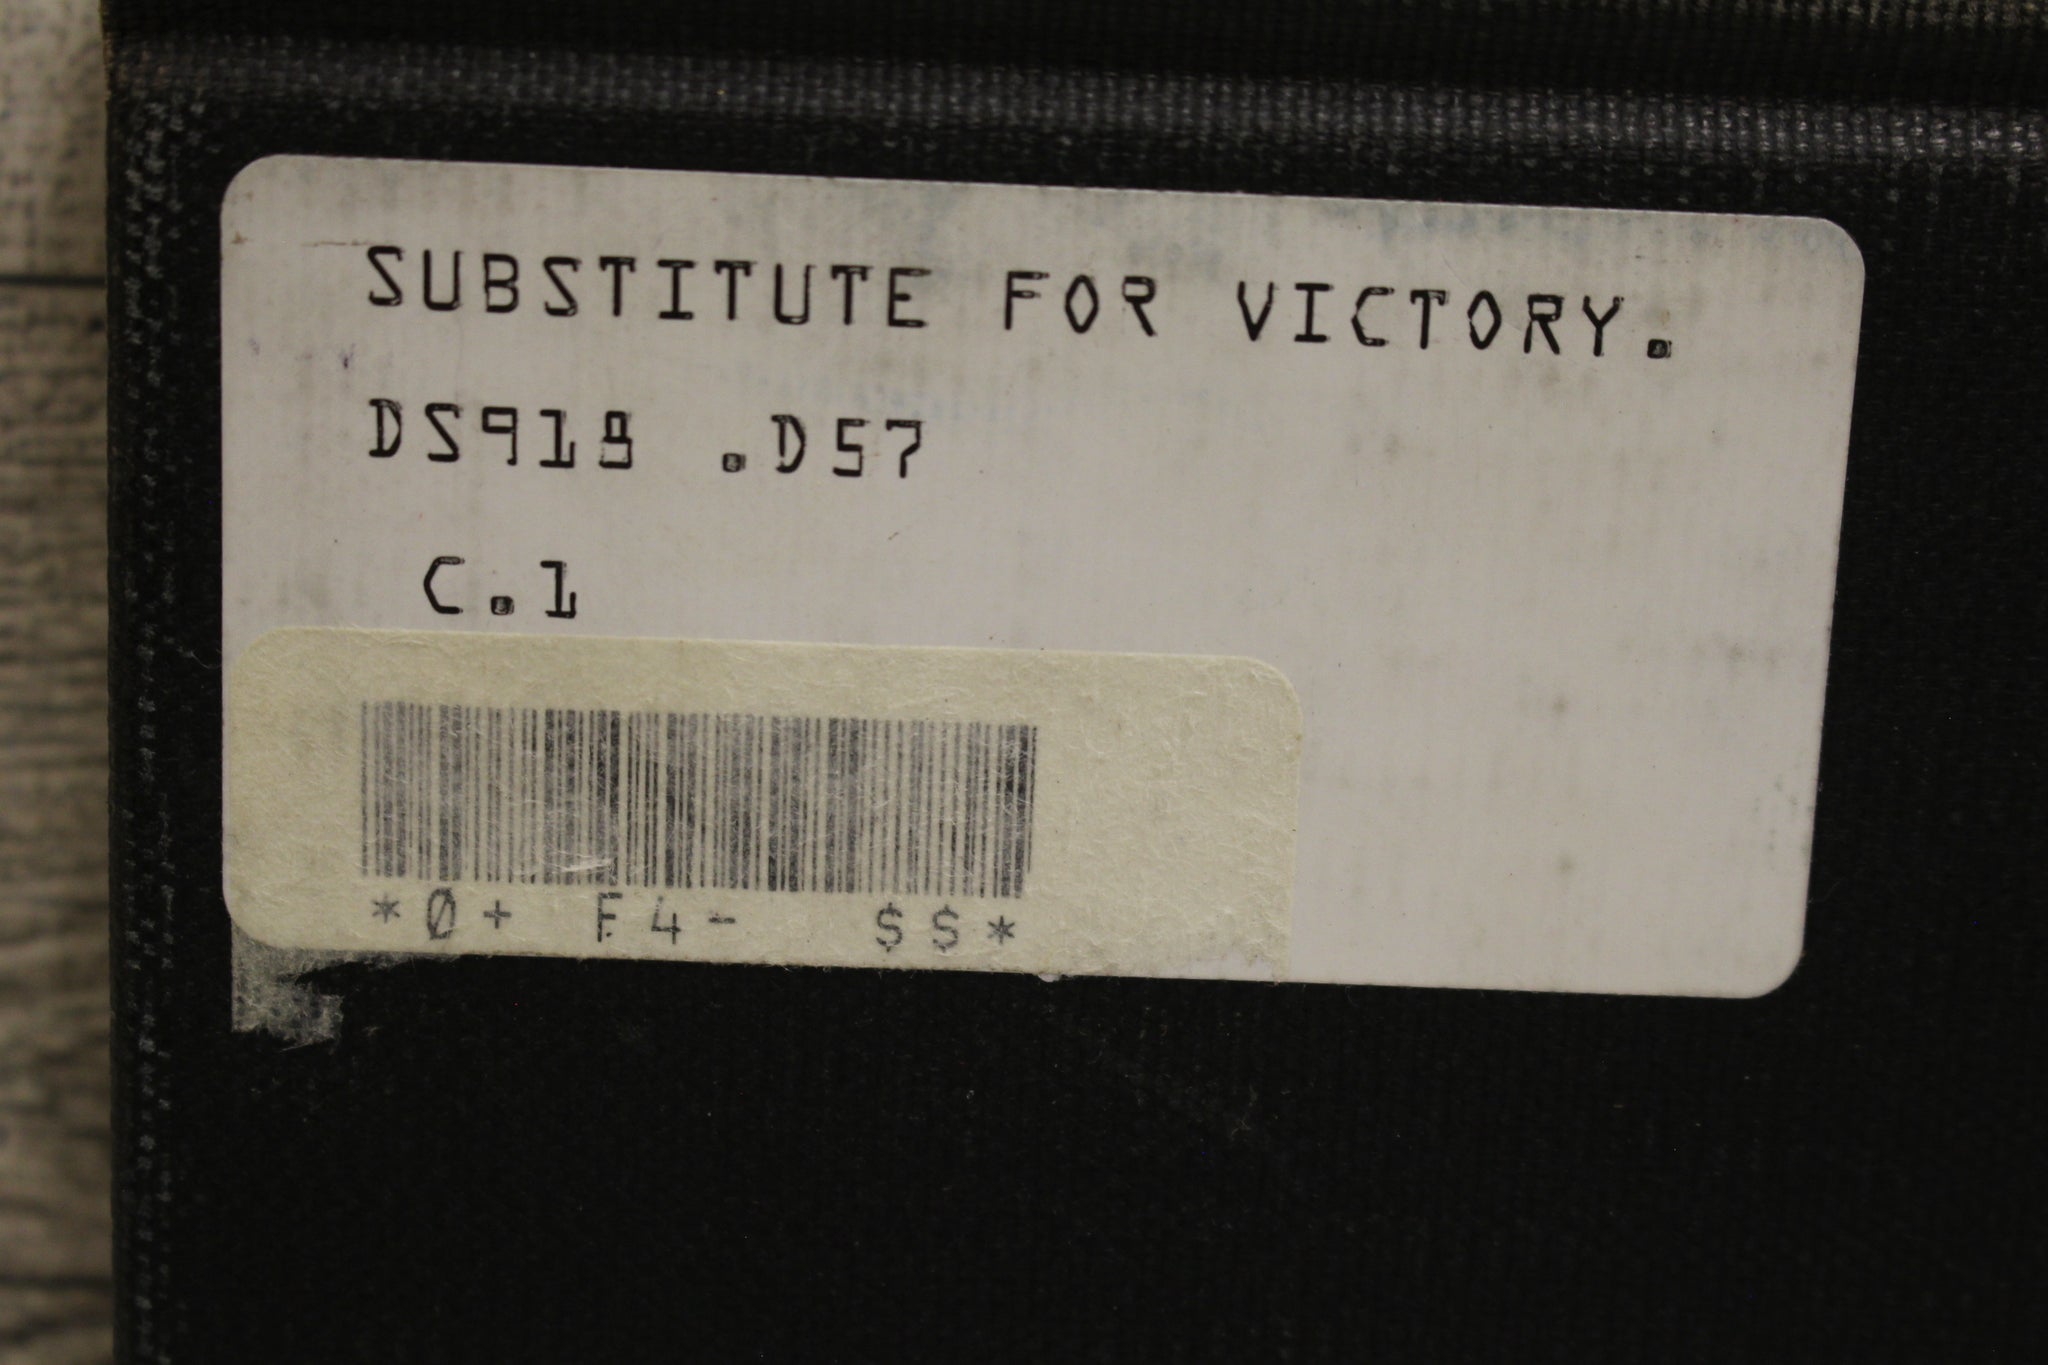 SUBSTITUTE FOR VICTORY.
DS918 .D57
C.1
*0+ F4- $$*